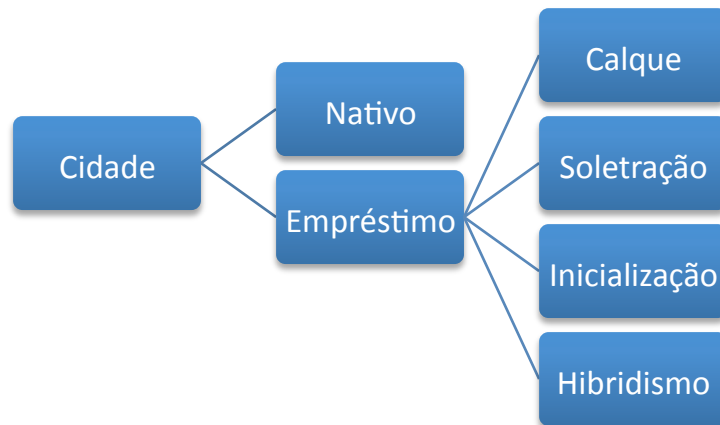 Cidade
Nativo
Empréstimo
Calque
Soletração
Inicialização
Hibridismo